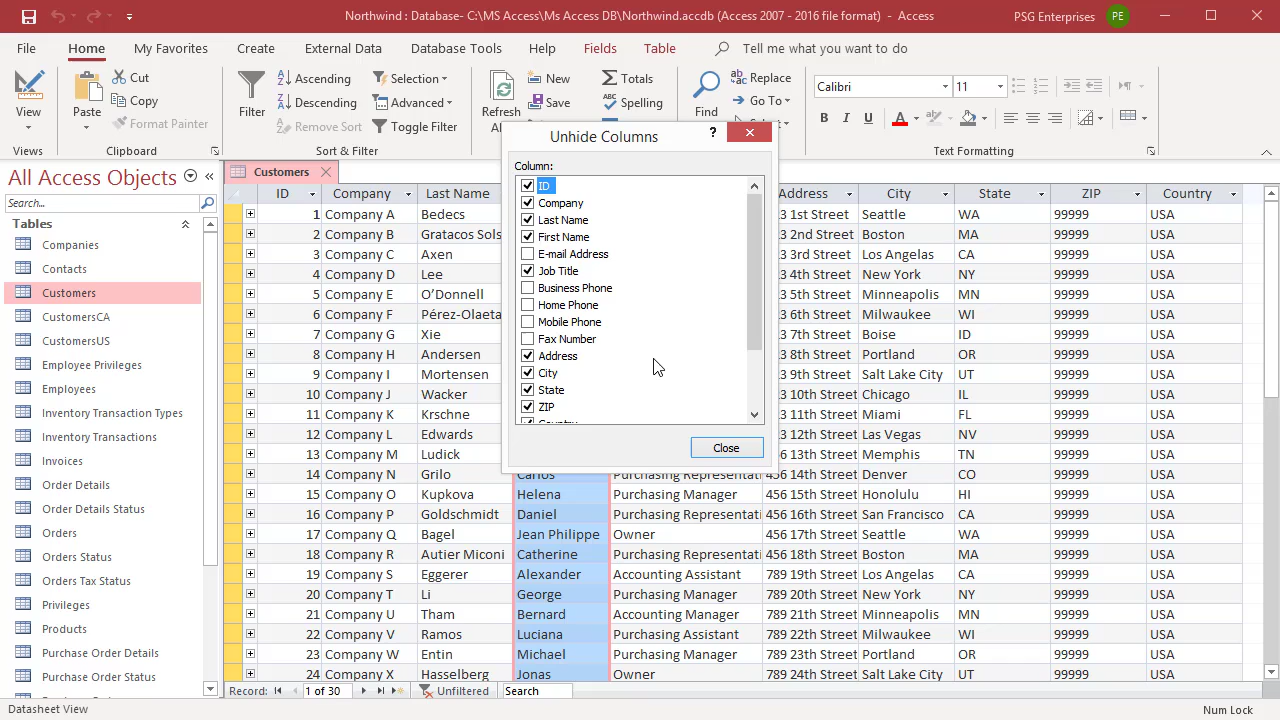 Northwind : Database- C:\MS Access\Ms Access DB\Northwind.accdb (Access 2007 - 2016 file format) - Access
PSG Enterprises
PE
File
Home
My Favorites
Create
External Data
Database Tools
Help
Fields
Table
Tell me what you want to do
View
Views
Paste
Cut
Copy
Format Painter
Clipboard
Filter
Ascending
Descending
Remove Sort
Selection
Advanced
Toggle Filter
Sort & Filter
Refresh
New
Save
Totals
Spelling
Find
Replace
Go To
Calibri
11
B I U
Text Formatting
All Access Objects
Search...
Tables
Companies
Contacts
Customers
CustomersCA
CustomersUS
Employee Privileges
Employees
Inventory Transaction Types
Inventory Transactions
Invoices
Order Details
Order Details Status
Orders
Orders Status
Orders Tax Status
Privileges
Products
Purchase Order Details
Purchase Order Status
Customers
Unhide Columns
?
Column:
ID
Company
Last Name
First Name
E-mail Address
Job Title
Business Phone
Home Phone
Mobile Phone
Fax Number
Address
City
State
ZIP
Country
Close
ID Company Last Name Address City State ZIP Country
1 Company A Bedecs 3 1st Street Seattle WA 99999 USA
2 Company B Gratacos Sols 3 2nd Street Boston MA 99999 USA
3 Company C Axen 3 3rd Street Los Angelas CA 99999 USA
4 Company D Lee 3 4th Street New York NY 99999 USA
5 Company E O'Donnell 3 5th Street Minneapolis MN 99999 USA
6 Company F Pérez-Olaeta 3 6th Street Milwaukee WI 99999 USA
7 Company G Xie 3 7th Street Boise ID 99999 USA
8 Company H Andersen 3 8th Street Portland OR 99999 USA
9 Company I Mortensen 3 9th Street Salt Lake City UT 99999 USA
10 Company J Wacker 3 10th Street Chicago IL 99999 USA
11 Company K Krschne 3 11th Street Miami FL 99999 USA
12 Company L Edwards 3 12th Street Las Vegas NV 99999 USA
13 Company M Ludick 3 13th Street Memphis TN 99999 USA
14 Company N Grilo Carlos Purchasing Representati 456 14th Street Denver CO 99999 USA
15 Company O Kupkova Helena Purchasing Manager 456 15th Street Honolulu HI 99999 USA
16 Company P Goldschmidt Daniel Purchasing Representati 456 16th Street San Francisco CA 99999 USA
17 Company Q Bagel Jean Philippe Owner 456 17th Street Seattle WA 99999 USA
18 Company R Autier Miconi Catherine Purchasing Representati 456 18th Street Boston MA 99999 USA
19 Company S Eggerer Alexander Accounting Assistant 789 19th Street Los Angelas CA 99999 USA
20 Company T Li George Purchasing Manager 789 20th Street New York NY 99999 USA
21 Company U Tham Bernard Accounting Manager 789 21th Street Minneapolis MN 99999 USA
22 Company V Ramos Luciana Purchasing Assistant 789 22th Street Milwaukee WI 99999 USA
23 Company W Entin Michael Purchasing Manager 789 23th Street Portland OR 99999 USA
24 Company X Hasselberg Jonas Owner 789 24th Street Salt Lake City UT 99999 USA
Record: 1 of 30 Unfiltered Search
Datasheet View
Num Lock